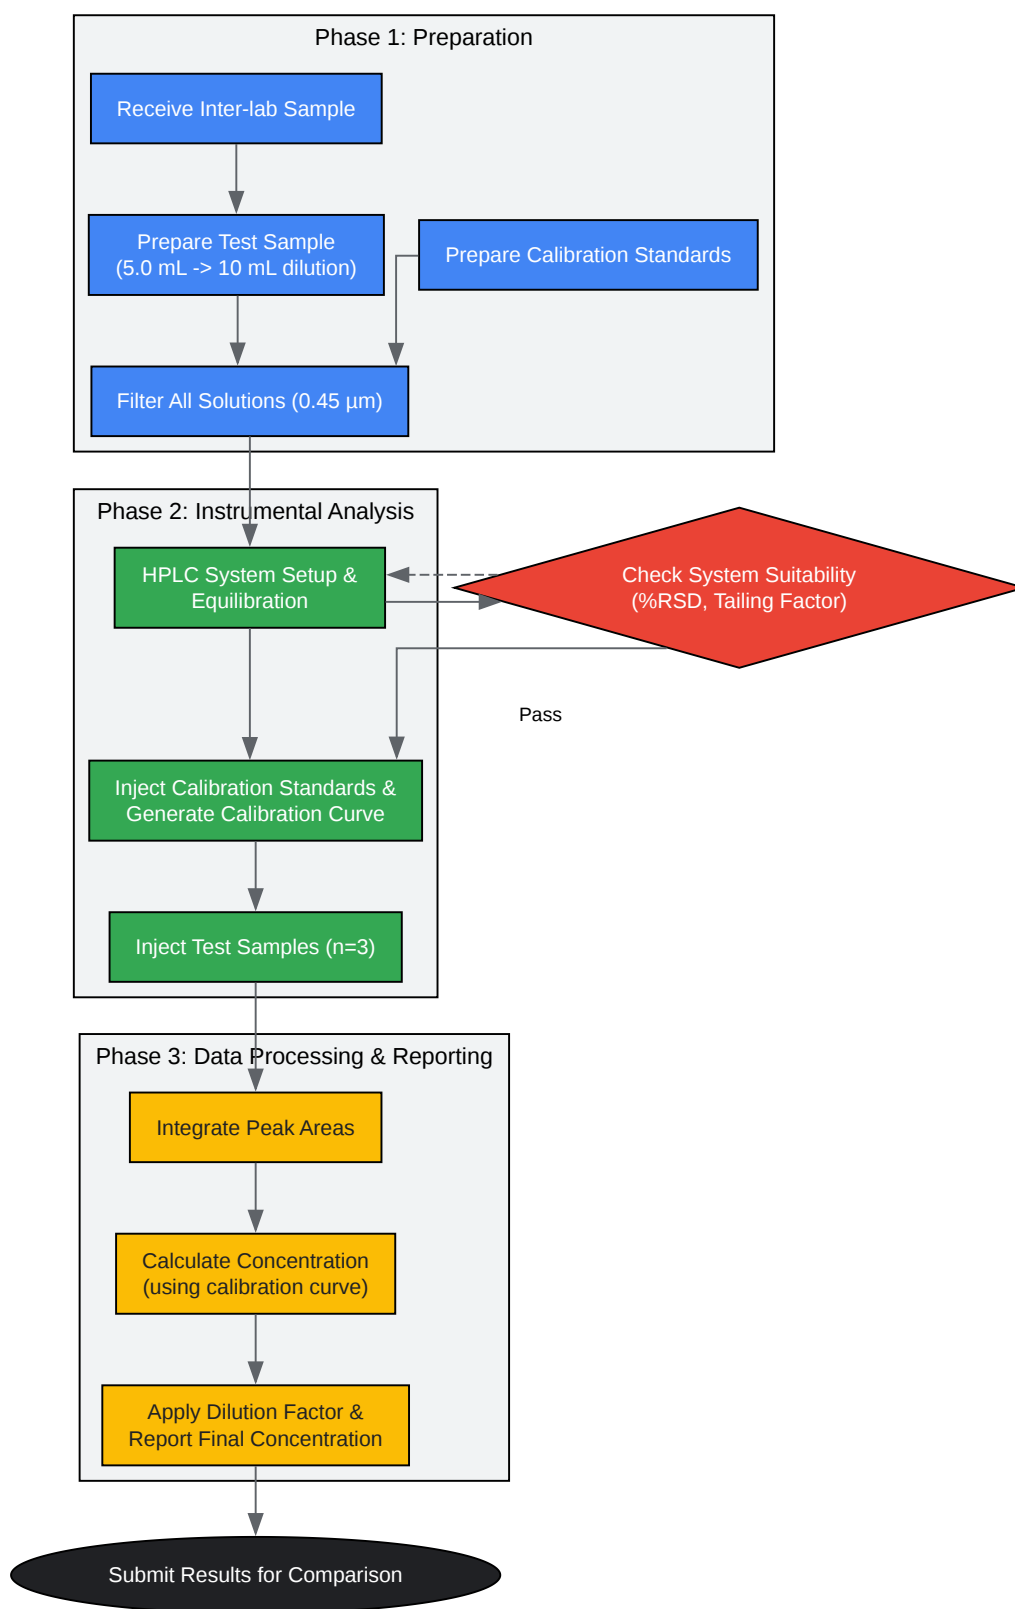 Phase 1: Preparation
Receive Inter-lab Sample
Prepare Test Sample
(5.0 mL -> 10 mL dilution)
Prepare Calibration Standards
Filter All Solutions (0.45 µm)
Phase 2: Instrumental Analysis
HPLC System Setup &
Equilibration
Check System Suitability
(%RSD, Tailing Factor)
Pass
Inject Calibration Standards &
Generate Calibration Curve
Inject Test Samples (n=3)
Phase 3: Data Processing & Reporting
Integrate Peak Areas
Calculate Concentration
(using calibration curve)
Apply Dilution Factor &
Report Final Concentration
Submit Results for Comparison